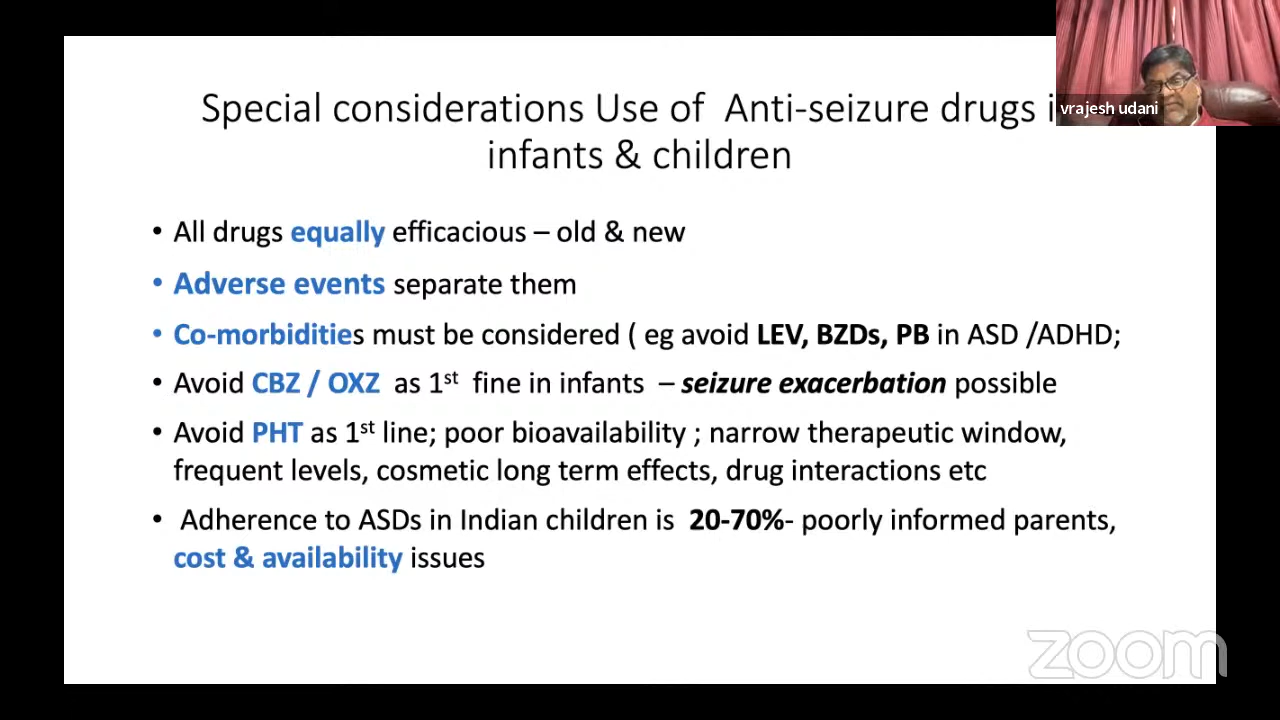 Special considerations Use of Anti-seizure drugs i
infants & children
vrajesh udani
• All drugs equally efficacious – old & new
• Adverse events separate them
• Co-morbidities must be considered ( eg avoid LEV, BZDs, PB in ASD /ADHD;
• Avoid CBZ / OXZ as 1st fine in infants – seizure exacerbation possible
• Avoid PHT as 1st line; poor bioavailability ; narrow therapeutic window,
frequent levels, cosmetic long term effects, drug interactions etc
• Adherence to ASDs in Indian children is 20-70%- poorly informed parents,
cost & availability issues
zoom